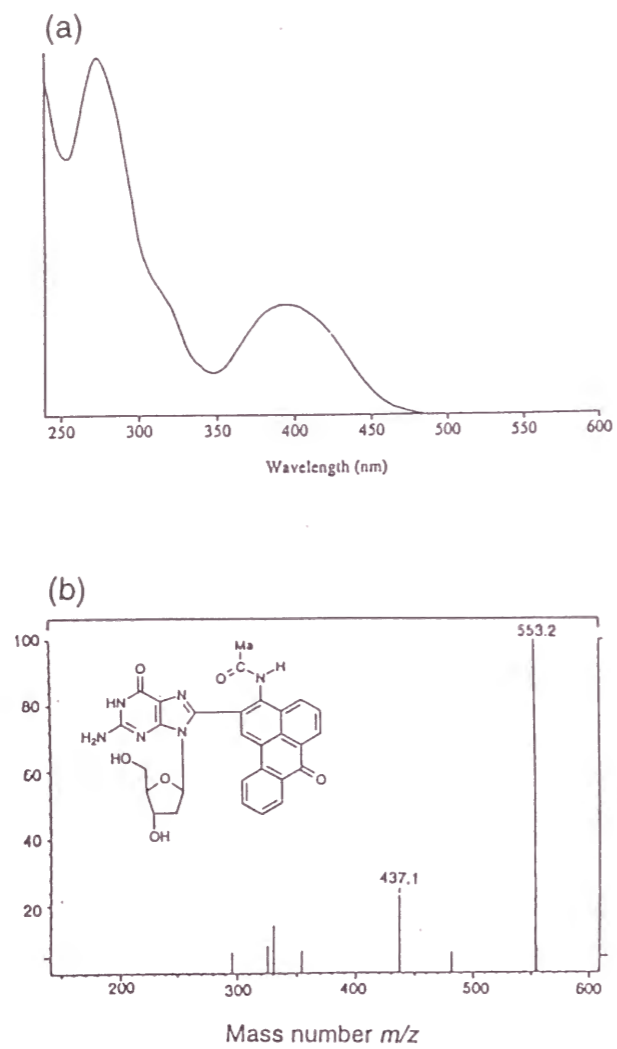 (a)
250 300 350 400 450 500 550 600
Wavelength (nm)
(b)
100
80
60
40
20
553.2
437.1
Ma
O C N H
O
HN N
H₂N N N
HO
O
OH
O
200 300 400 500 600
Mass number m/z